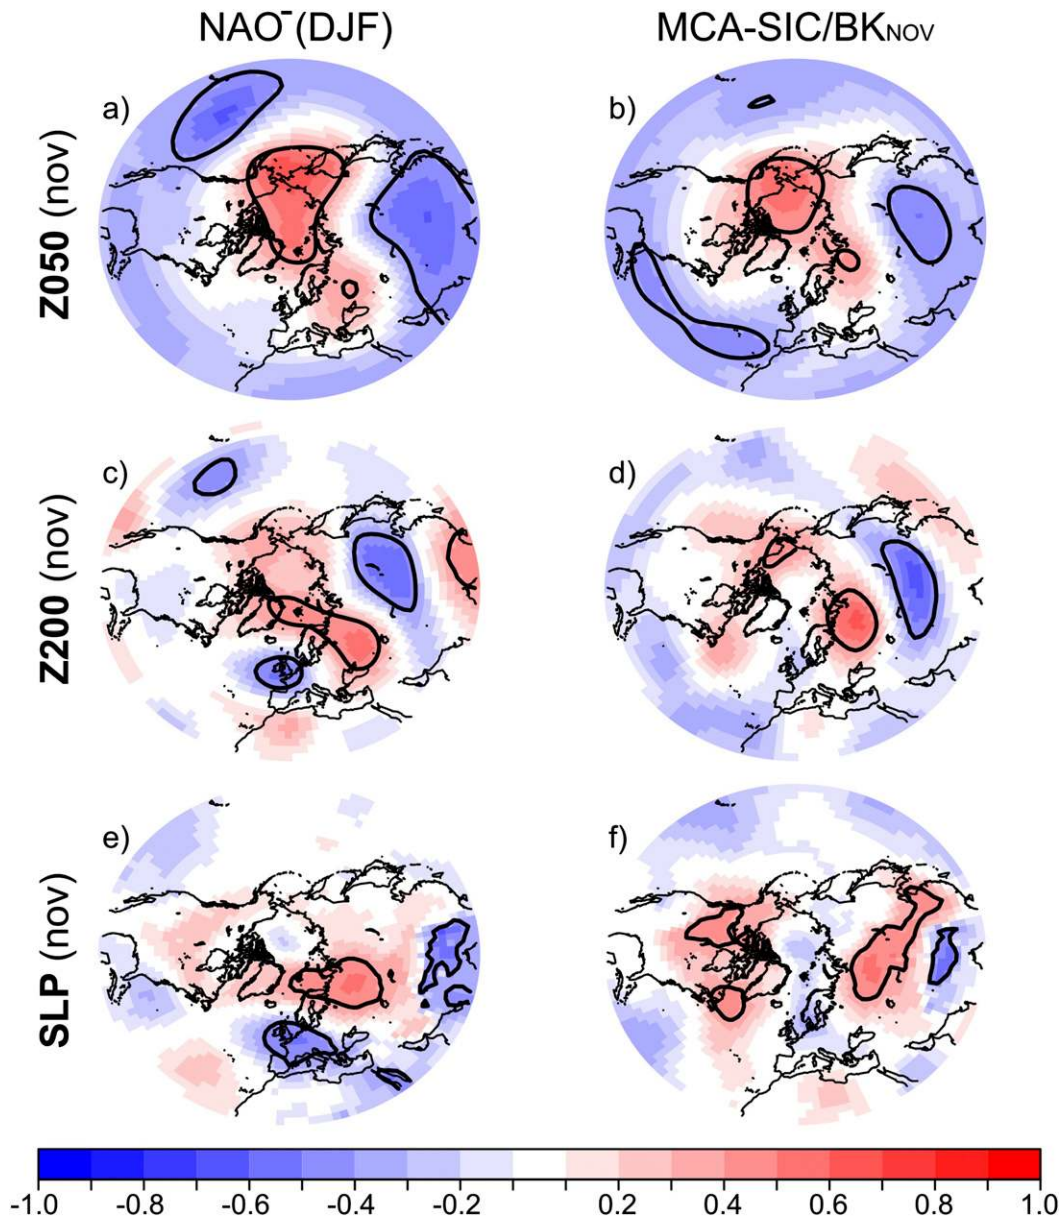 NAO⁻(DJF) MCA-SIC/BKNOV
a) b)
Z050 (nov)
c) d)
Z200 (nov)
e) f)
SLP (nov)
-1.0 -0.8 -0.6 -0.4 -0.2 0.2 0.4 0.6 0.8 1.0